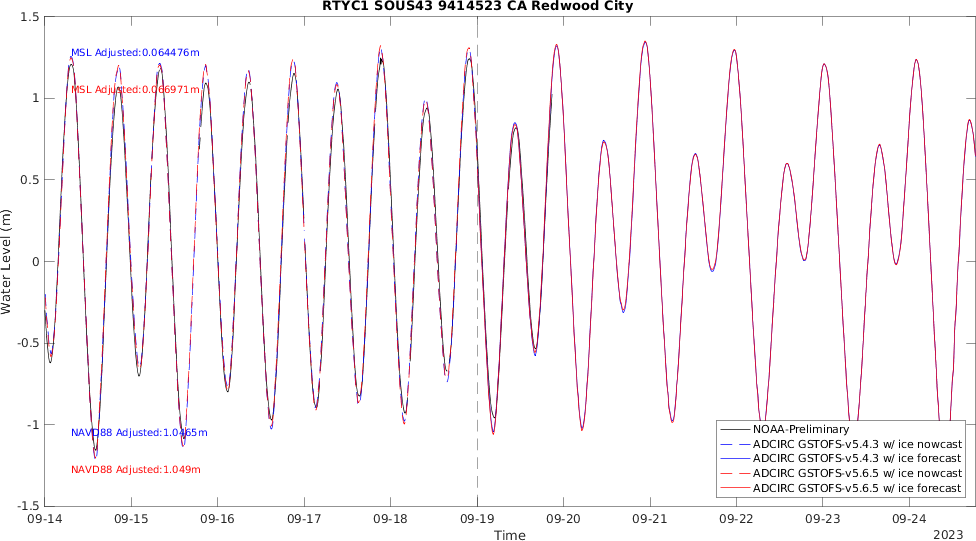 RTYC1 SOUS43 9414523 CA Redwood City
1.5
1
0.5
0
-0.5
-1
-1.5
Water Level (m)
MSL Adjusted:0.064476m
MSL Adjusted:0.066971m
NAVD88 Adjusted:1.0465m
NAVD88 Adjusted:1.049m
NOAA-Preliminary
ADCIRC GSTOFS-v5.4.3 w/ ice nowcast
ADCIRC GSTOFS-v5.4.3 w/ ice forecast
ADCIRC GSTOFS-v5.6.5 w/ ice nowcast
ADCIRC GSTOFS-v5.6.5 w/ ice forecast
09-14 09-15 09-16 09-17 09-18 09-19 09-20 09-21 09-22 09-23 09-24
Time
2023